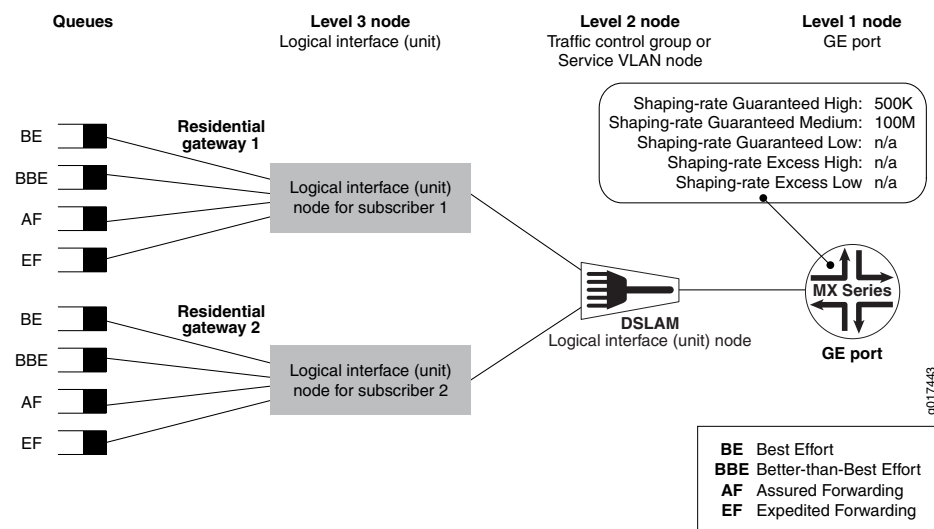 Queues
Level 3 node
Logical interface (unit)
Level 2 node
Traffic control group or
Service VLAN node
Level 1 node
GE port
Shaping-rate Guaranteed High: 500K
Shaping-rate Guaranteed Medium: 100M
Shaping-rate Guaranteed Low: n/a
Shaping-rate Excess High: n/a
Shaping-rate Excess Low n/a
BE
BBE
AF
EF
Residential
gateway 1
Logical interface (unit)
node for subscriber 1
BE
BBE
AF
EF
Residential
gateway 2
Logical interface (unit)
node for subscriber 2
DSLAM
Logical interface (unit) node
MX Series
GE port
g017443
BE Best Effort
BBE Better-than-Best Effort
AF Assured Forwarding
EF Expedited Forwarding